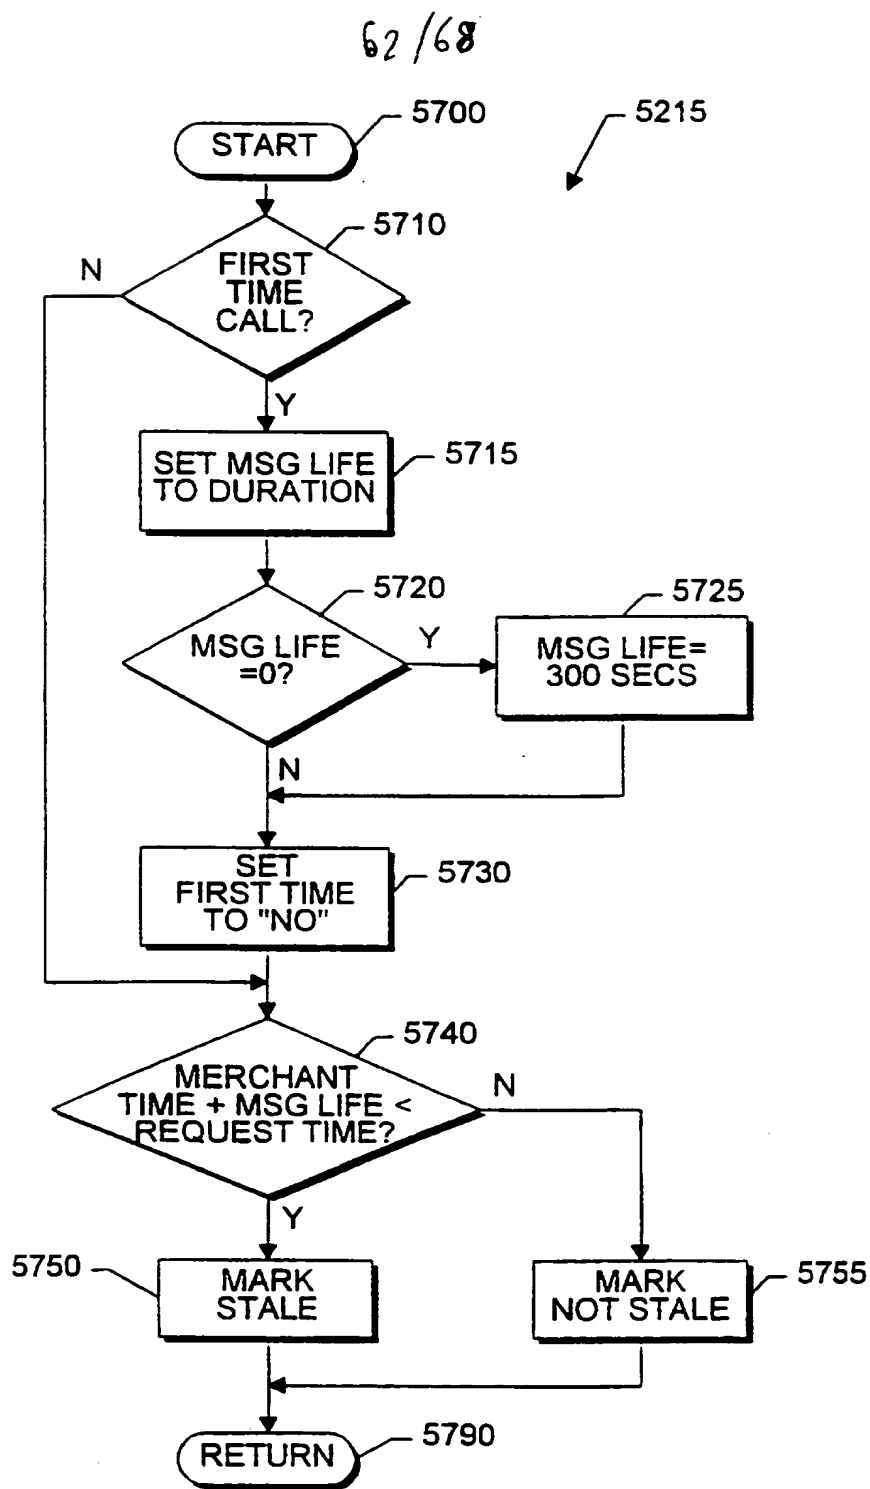 62/68
5700
5215
START
5710
N
FIRST
TIME
CALL?
Y
5715
SET MSG LIFE
TO DURATION
5720
5725
MSG LIFE
=0?
Y
MSG LIFE=
300 SECS
N
SET
FIRST TIME
TO "NO"
5730
5740
MERCHANT
TIME + MSG LIFE <
REQUEST TIME?
N
Y
5750
MARK
STALE
MARK
NOT STALE
5755
RETURN
5790